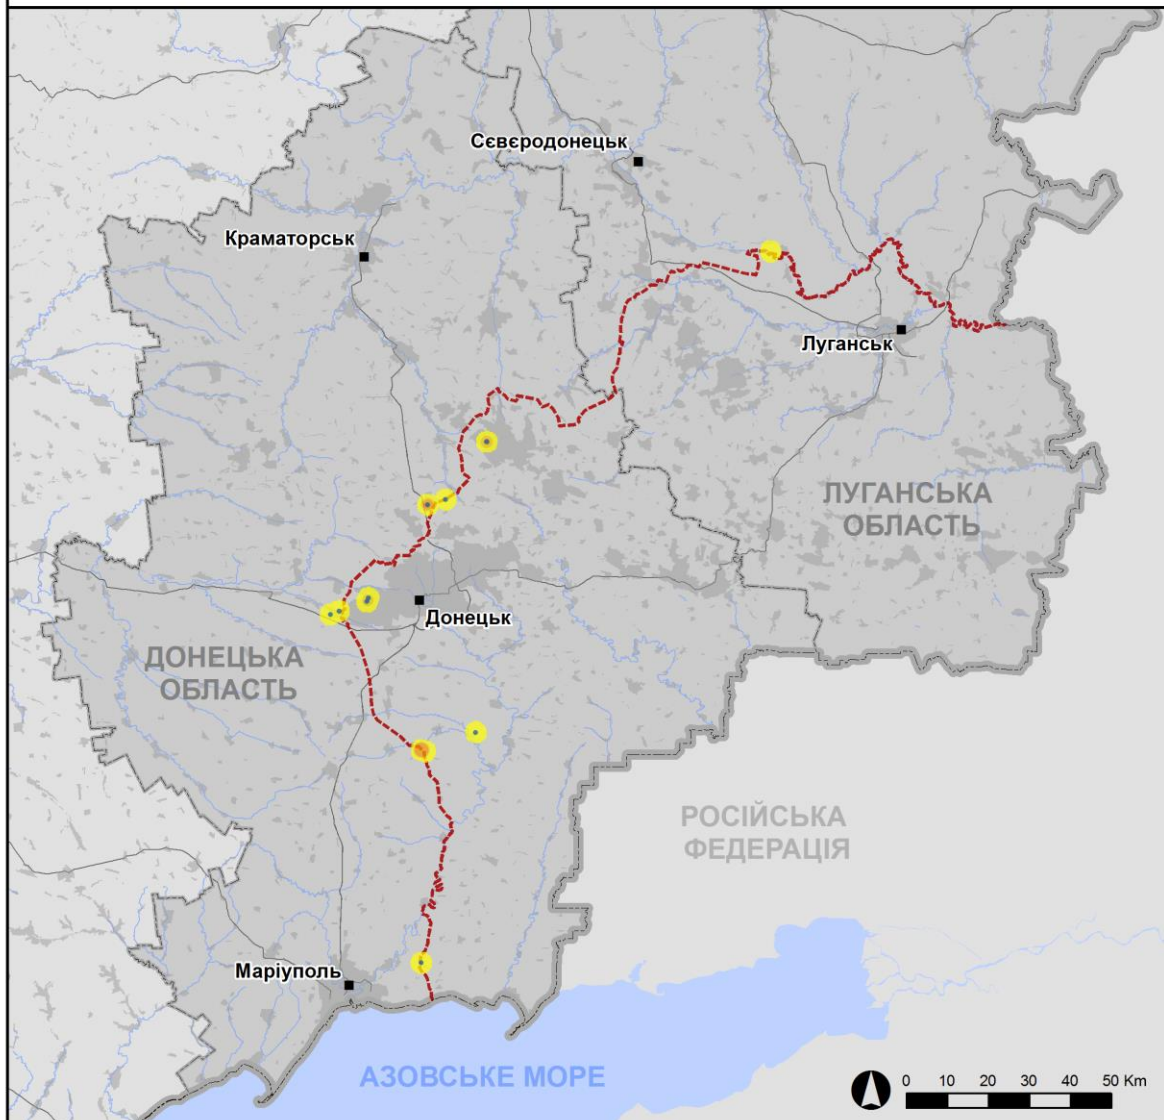 Сєвєродонецьк
Краматорськ
Луганськ
ЛУГАНСЬКА
ОБЛАСТЬ
Донецьк
ДОНЕЦЬКА
ОБЛАСТЬ
РОСІЙСЬКА
ФЕДЕРАЦІЯ
Маріуполь
АЗОВСЬКЕ МОРЕ
0 10 20 30 40 50 Km